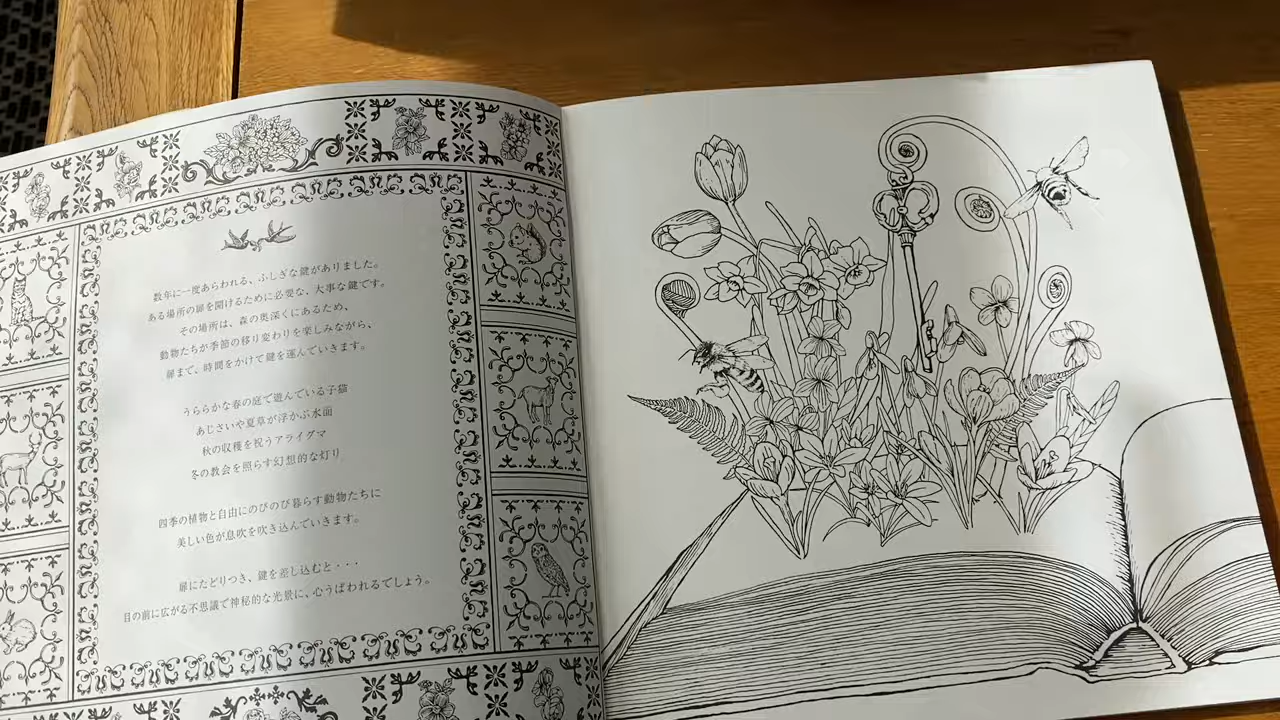 数年に一度あらわれる、ふしぎな鍵がありました。
ある場所の扉を開けるために必要な、大事な鍵です。
その場所は、森の奥深くにあるため、
動物たちが季節の移り変わりを楽しみながら、
扉まで、時間をかけて鍵を運んでいきます。
うららかな春の庭で遊んでいる子猫
あじさいや夏草が浮かぶ水面
秋の収穫を祝うアライグマ
冬の教会を照らす幻想的な灯り
四季の植物と自由にのびのび暮らす動物たちに
美しい色が息吹を吹き込んでいきます。
扉にたどりつき、鍵を差し込むと・・・
目の前に広がる不思議で神秘的な光景に、心うばわれるでしょう。